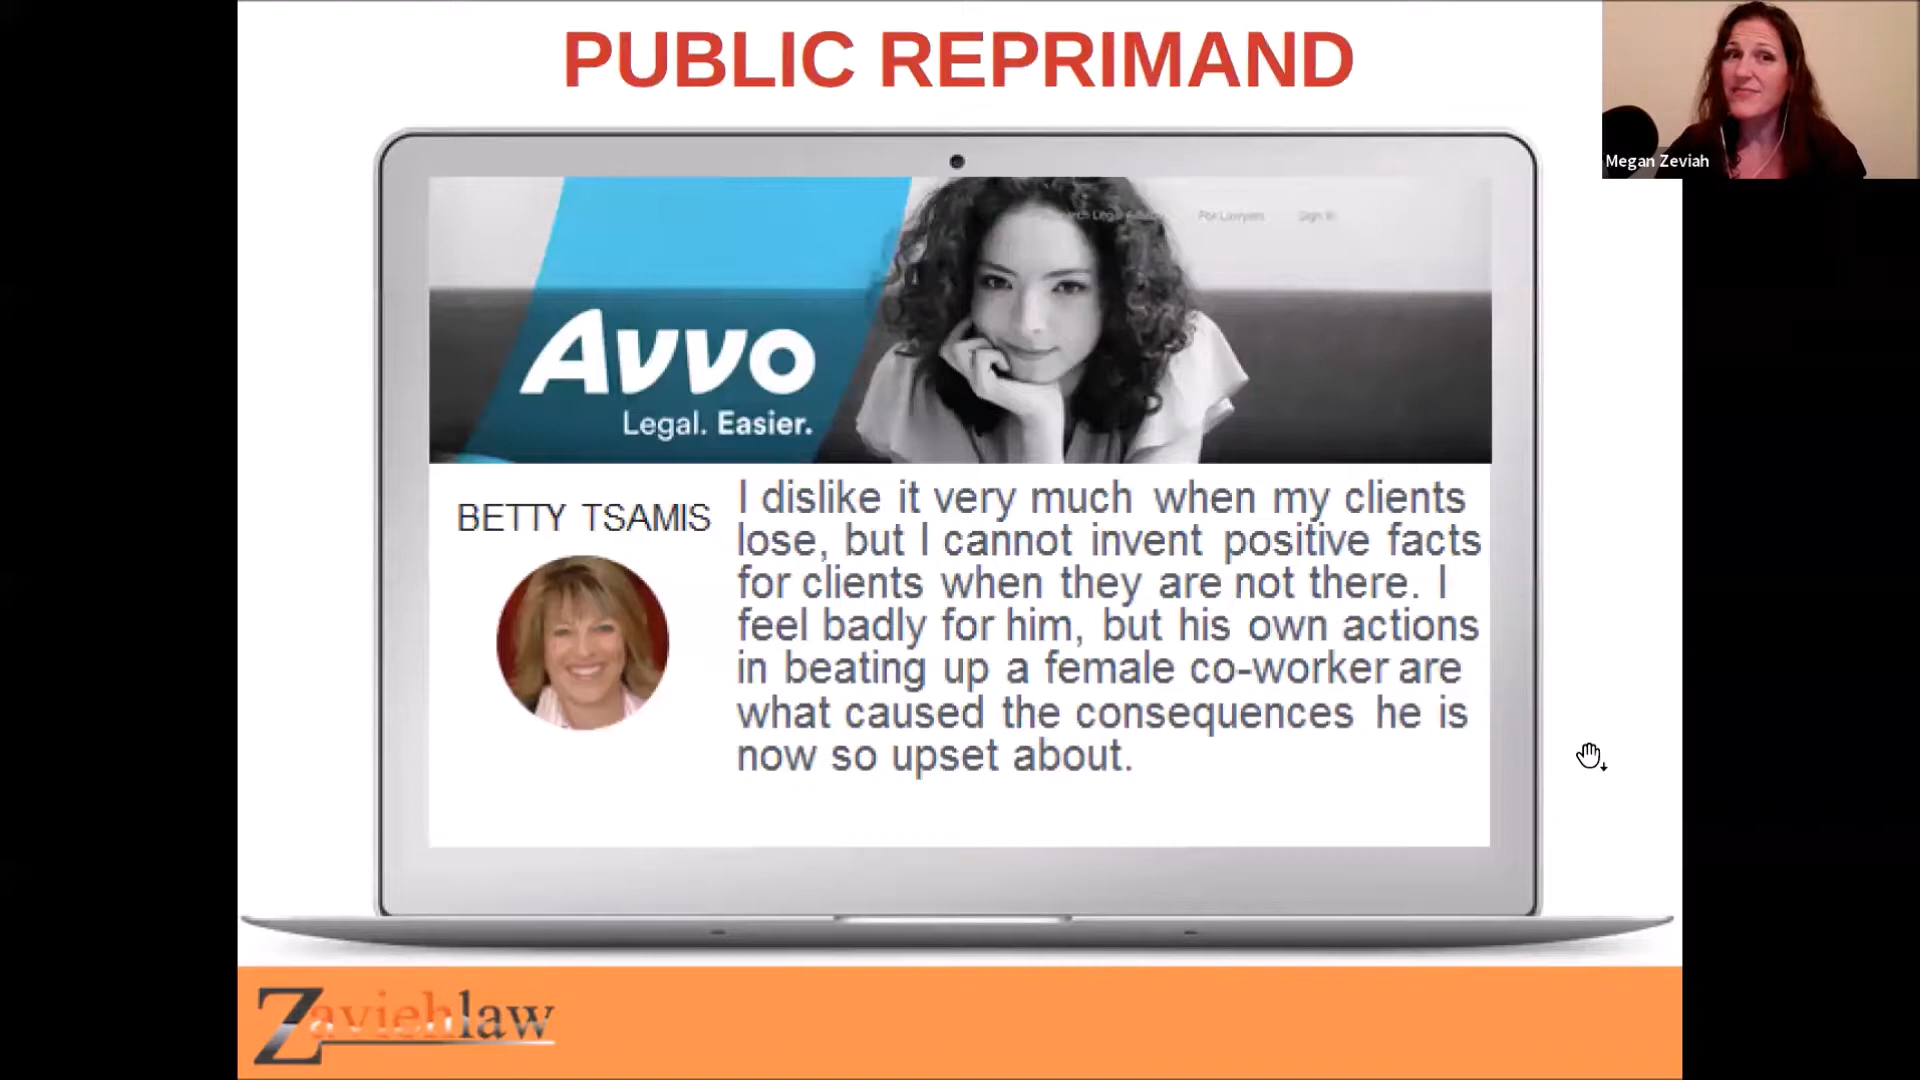 PUBLIC REPRIMAND
Megan Zeviah
For Lawyers Sign In
Avvo
Legal. Easier.
BETTY TSAMIS
I dislike it very much when my clients
lose, but I cannot invent positive facts
for clients when they are not there. I
feel badly for him, but his own actions
in beating up a female co-worker are
what caused the consequences he is
now so upset about.
Zaviehlaw